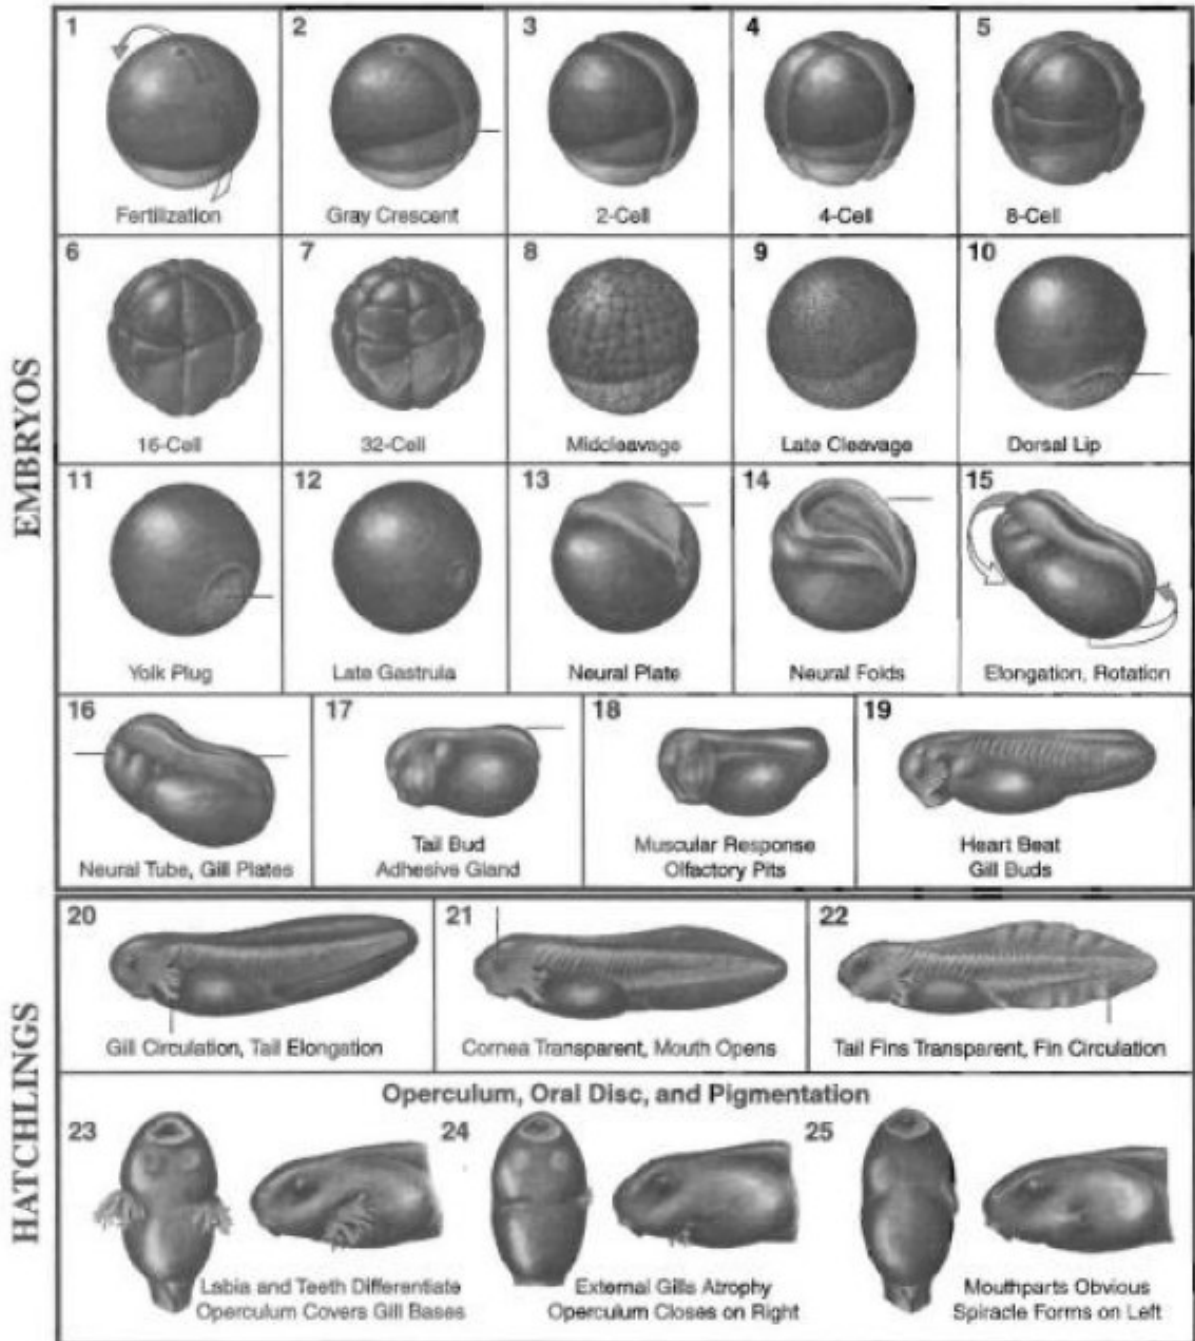 1
2
3
4
5
Fertilization
Gray Crescent
2-Cell
4-Cell
8-Cell
6
7
8
9
10
16-Cell
32-Cell
Midcleavage
Late Cleavage
Dorsal Lip
EMBRYOS
11
12
13
14
15
Yolk Plug
Late Gastrula
Neural Plate
Neural Folds
Elongation, Rotation
16
17
18
19
Neural Tube, Gill Plates
Tail Bud
Adhesive Gland
Muscular Response
Olfactory Pits
Heart Beat
Gill Buds
20
21
22
Gill Circulation, Tail Elongation
Cornea Transparent, Mouth Opens
Tail Fins Transparent, Fin Circulation
HATCHLINGS
Operculum, Oral Disc, and Pigmentation
23
24
25
Labia and Teeth Differentiate
Operculum Covers Gill Bases
External Gills Atrophy
Operculum Closes on Right
Mouthparts Obvious
Spiracle Forms on Left